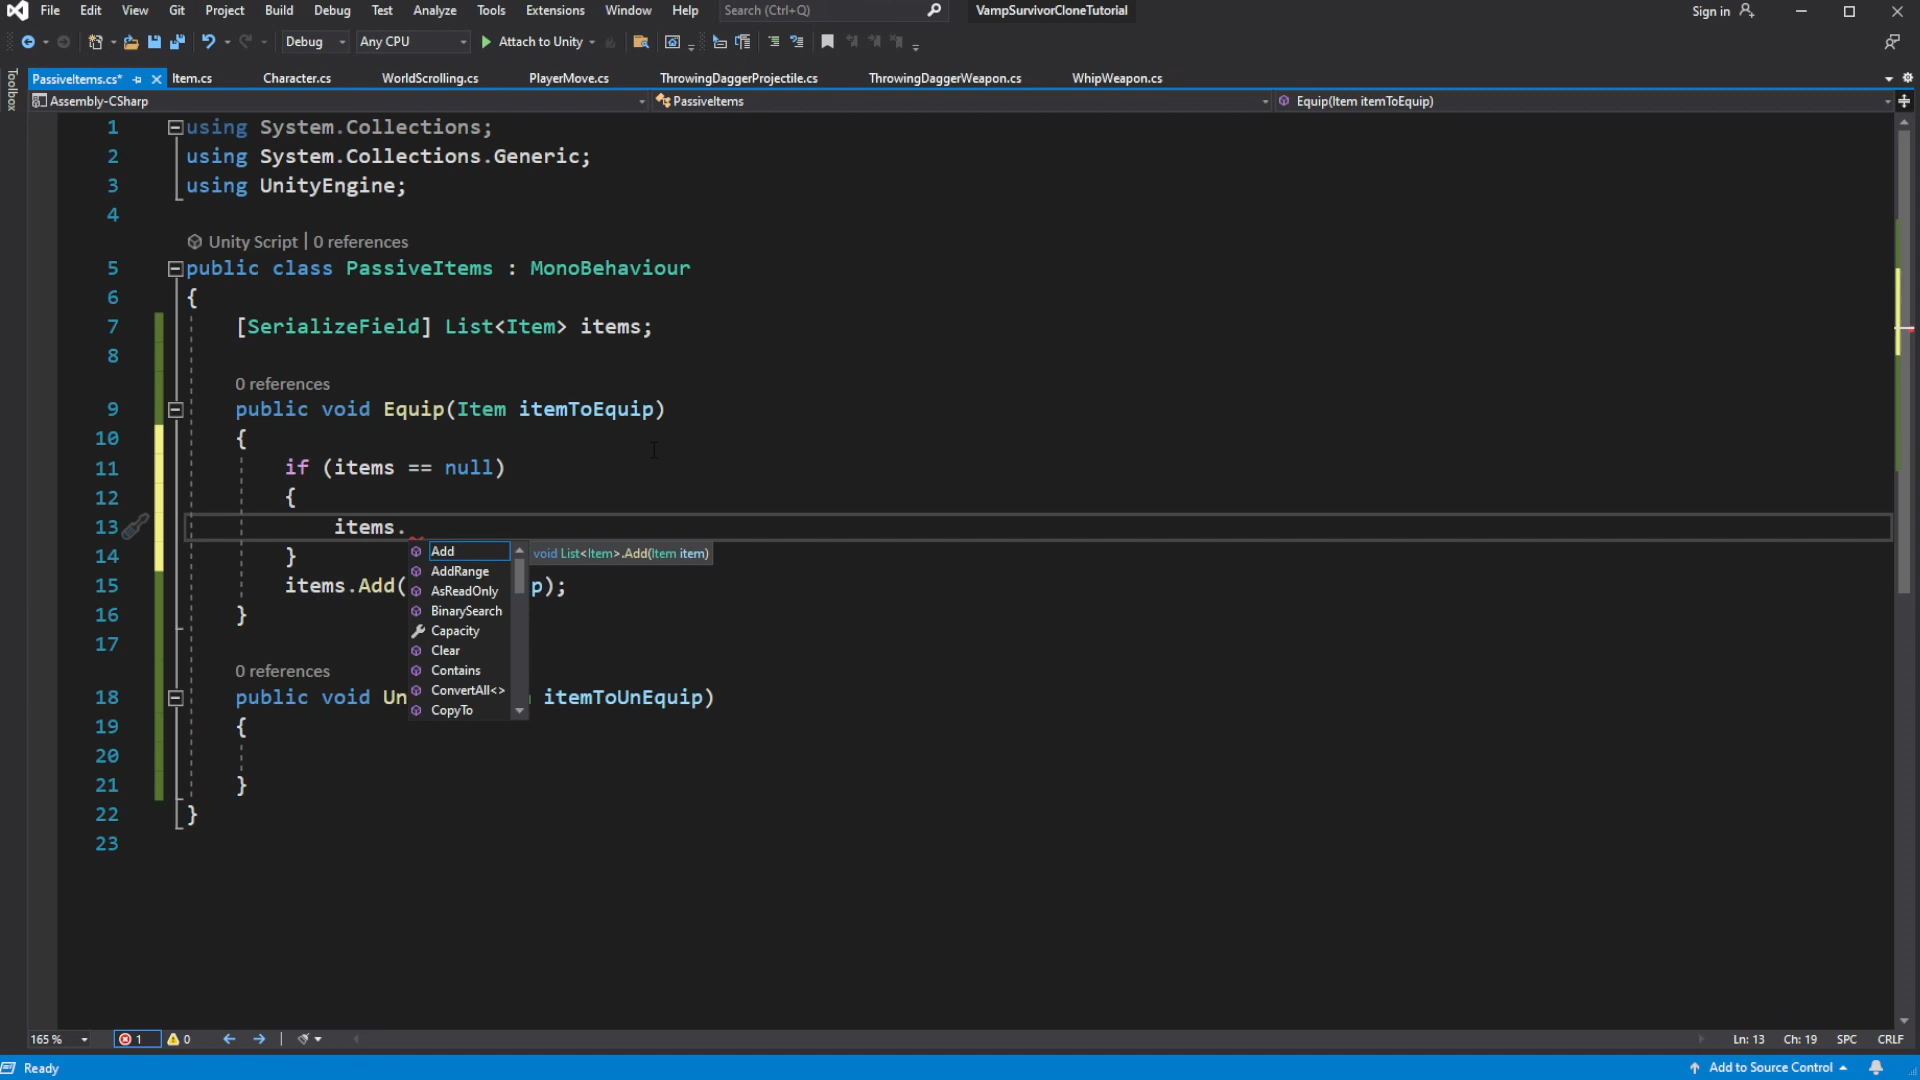 File Edit View Git Project Build Debug Test Analyze Tools Extensions Window Help Search (Ctrl+Q) VampSurvivorCloneTutorial Sign in
Debug Any CPU Attach to Unity
Toolbox
PassiveItems.cs* Item.cs Character.cs WorldScrolling.cs PlayerMove.cs ThrowingDaggerProjectile.cs ThrowingDaggerWeapon.cs WhipWeapon.cs
Assembly-CSharp PassiveItems Equip(Item itemToEquip)
1 using System.Collections;
2 using System.Collections.Generic;
3 using UnityEngine;
4
Unity Script | 0 references
5 public class PassiveItems : MonoBehaviour
6 {
7 [SerializeField] List<Item> items;
8
0 references
9 public void Equip(Item itemToEquip)
10 {
11 if (items == null)
12 {
13 items.
Add void List<Item>.Add(Item item)
14 }
AddRange
15 items.Add( p);
AsReadOnly
BinarySearch
16 }
Capacity
17
Clear
Contains
0 references
ConvertAll<>
18 public void Un itemToUnEquip)
CopyTo
19 {
20
21 }
22 }
23
165 % 1 0 Ln: 13 Ch: 19 SPC CRLF
Ready Add to Source Control